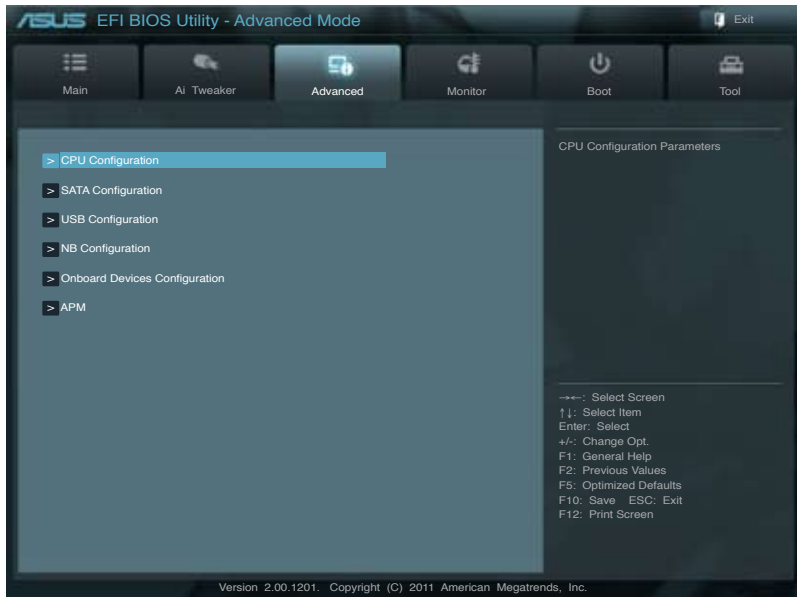 ASUS EFI BIOS Utility - Advanced Mode
Exit
Main
Ai Tweaker
Advanced
Monitor
Boot
Tool
> CPU Configuration
> SATA Configuration
> USB Configuration
> NB Configuration
> Onboard Devices Configuration
> APM
CPU Configuration Parameters
→←: Select Screen
↑↓: Select Item
Enter: Select
+/-: Change Opt.
F1: General Help
F2: Previous Values
F5: Optimized Defaults
F10: Save ESC: Exit
F12: Print Screen
Version 2.00.1201. Copyright (C) 2011 American Megatrends, Inc.